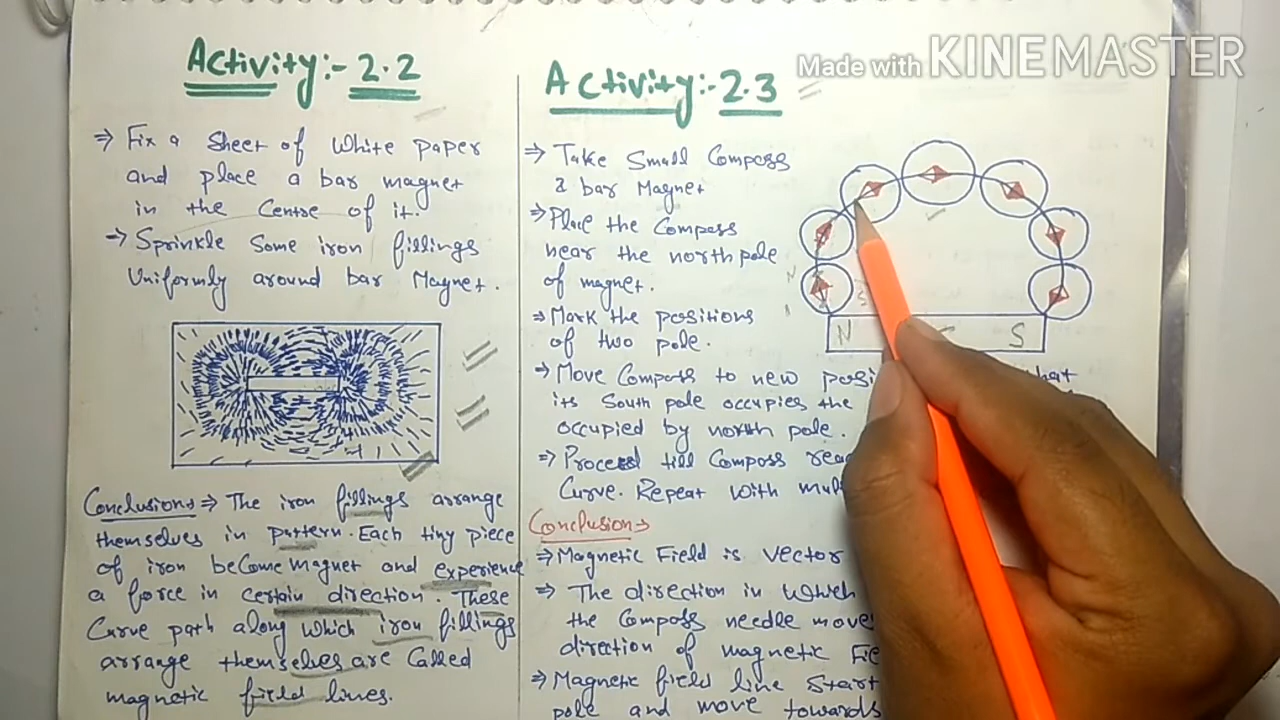 Made with KINEMASTER
Activity:- 2.2
⇒ Fix a sheet of white paper
and place a bar magnet
in the Centre of it.
⇒ Sprinkle Some iron fillings
Uniformly around bar Magnet.
Conclusion ⇒ The iron fillings arrange
themselves in pattern. Each tiny piece
of iron become magnet and experience
a force in certain direction. These
Curve path along which iron fillings
arrange themselves are Called
magnetic field lines.
Activity:- 2.3
⇒ Take Small Compass
& bar Magnet
⇒ Place the Compass
near the north pole
of magnet.
⇒ Mark the positions
of two pole.
⇒ Move Compass to new
its South pole occupies the
occupied by north pole.
⇒ Proceed till Compass
Curve. Repeat with
Conclusion ⇒
⇒ Magnetic Field is vector
⇒ The direction in which
the Compass needle
direction of magnetic
⇒ Magnetic field line start
pole and move towards
N S
N
S